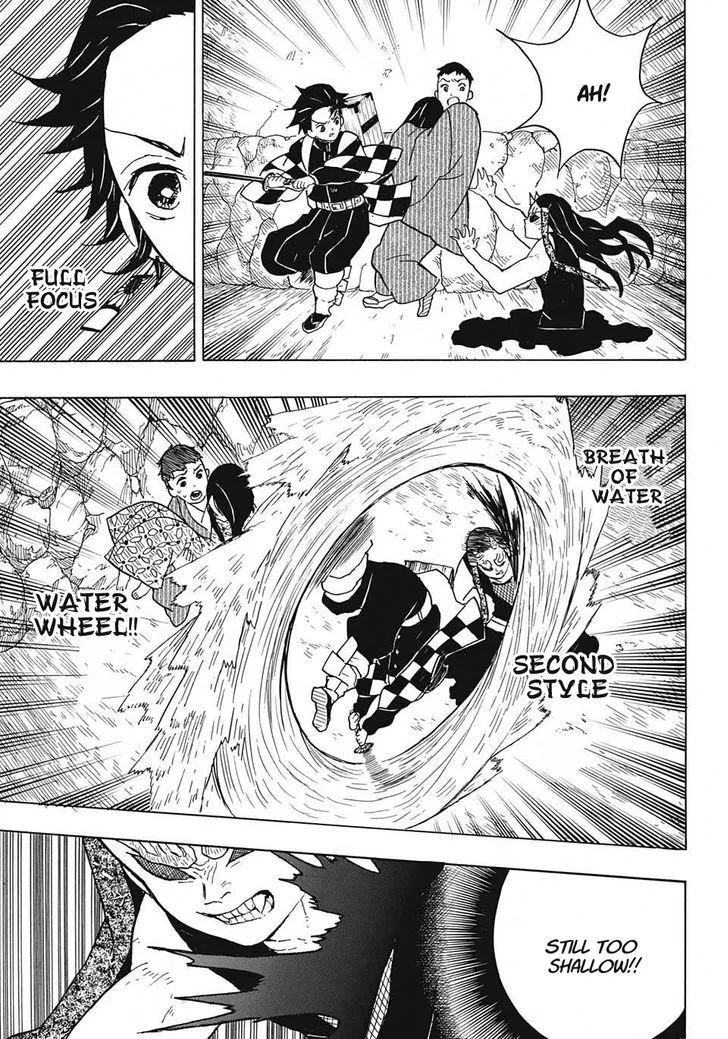 AH!
FULL
FOCUS
BREATH
OF
WATER
SECOND
STYLE
WATER
WHEEL!!
STILL TOO
SHALLOW!!